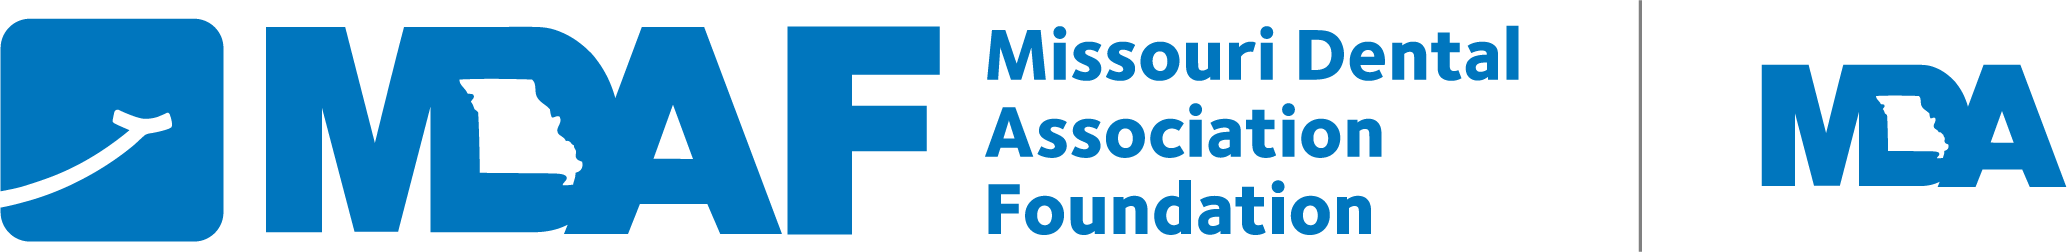 MDAF
Missouri Dental
Association
Foundation
MDA